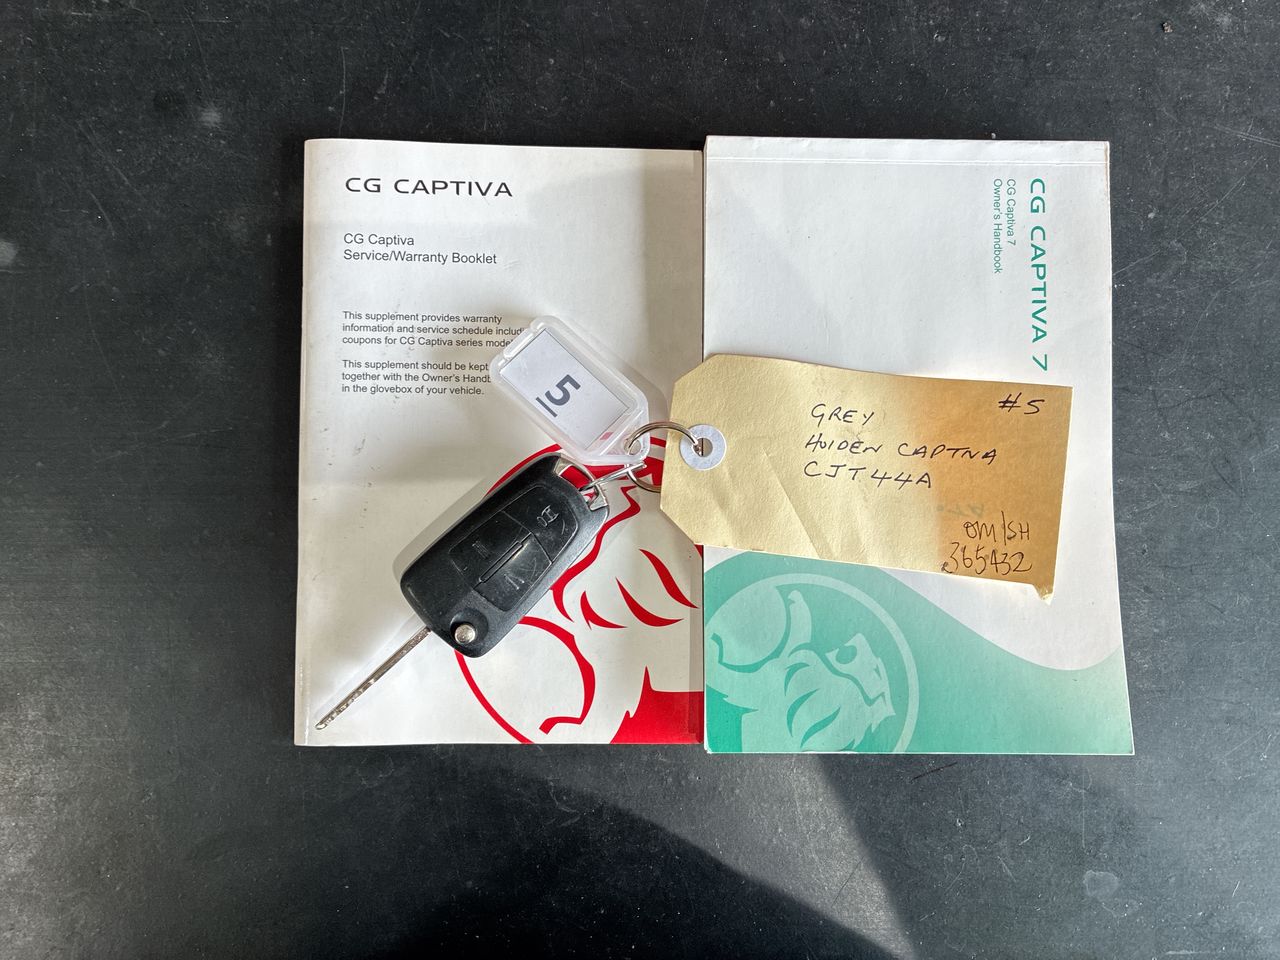 CG CAPTIVA
CG Captiva
Service/Warranty Booklet
This supplement provides warranty
information and service schedule includ
coupons for CG Captiva series mode
This supplement should be kept
together with the Owner's Handb
in the glovebox of your vehicle.
CG CAPTIVA 7
CG Captiva 7
Owner's Handbook
5
#5
GREY
HOLDEN CAPTIVA
CJT44A
OM/SH
365432